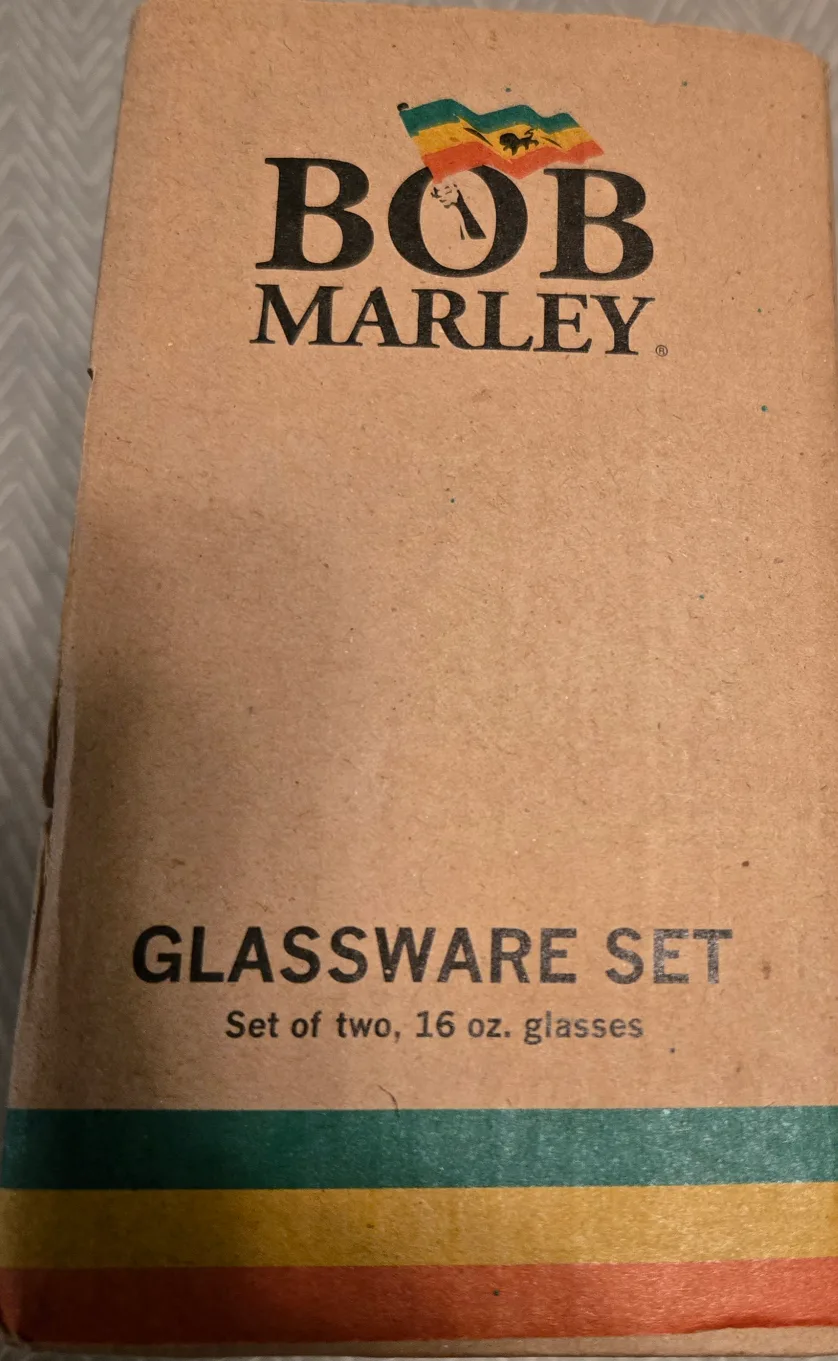 BOB
MARLEY®
GLASSWARE SET
Set of two, 16 oz. glasses